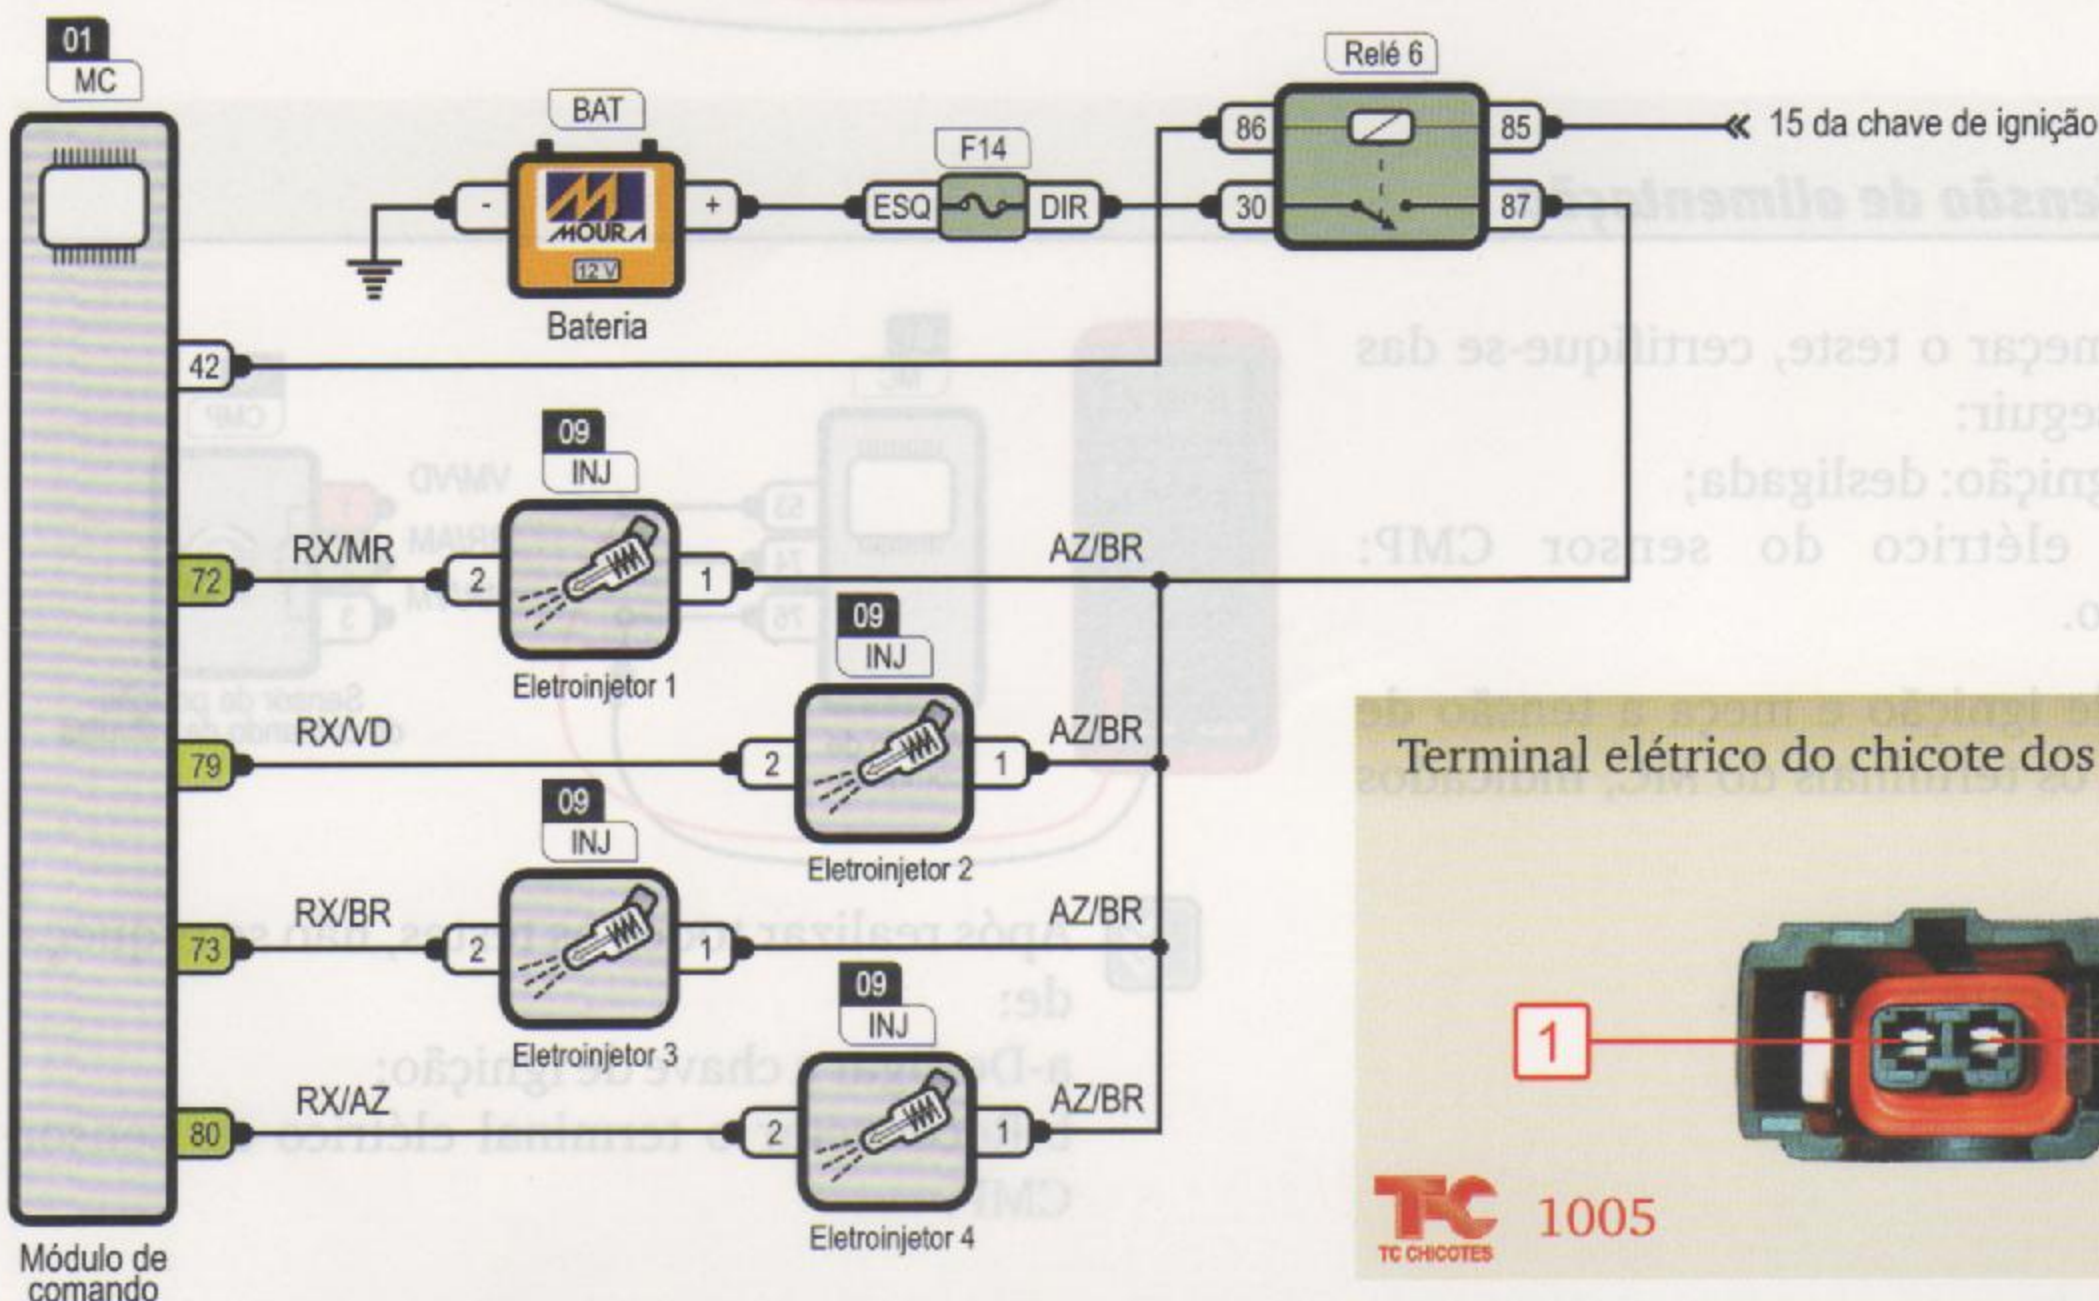 01
MC
BAT
F14
Relé 6
86
85
15 da chave de ignição
-
+
ESQ
DIR
30
87
MOURA
12 V
Bateria
42
09
INJ
72
RX/MR
2
1
AZ/BR
Eletroinjetor 1
09
INJ
79
RX/VD
2
1
AZ/BR
Eletroinjetor 2
09
INJ
73
RX/BR
2
1
AZ/BR
Eletroinjetor 3
09
INJ
80
RX/AZ
2
1
AZ/BR
Eletroinjetor 4
Módulo de
comando
Terminal elétrico do chicote dos
1
TC
TC CHICOTES
1005